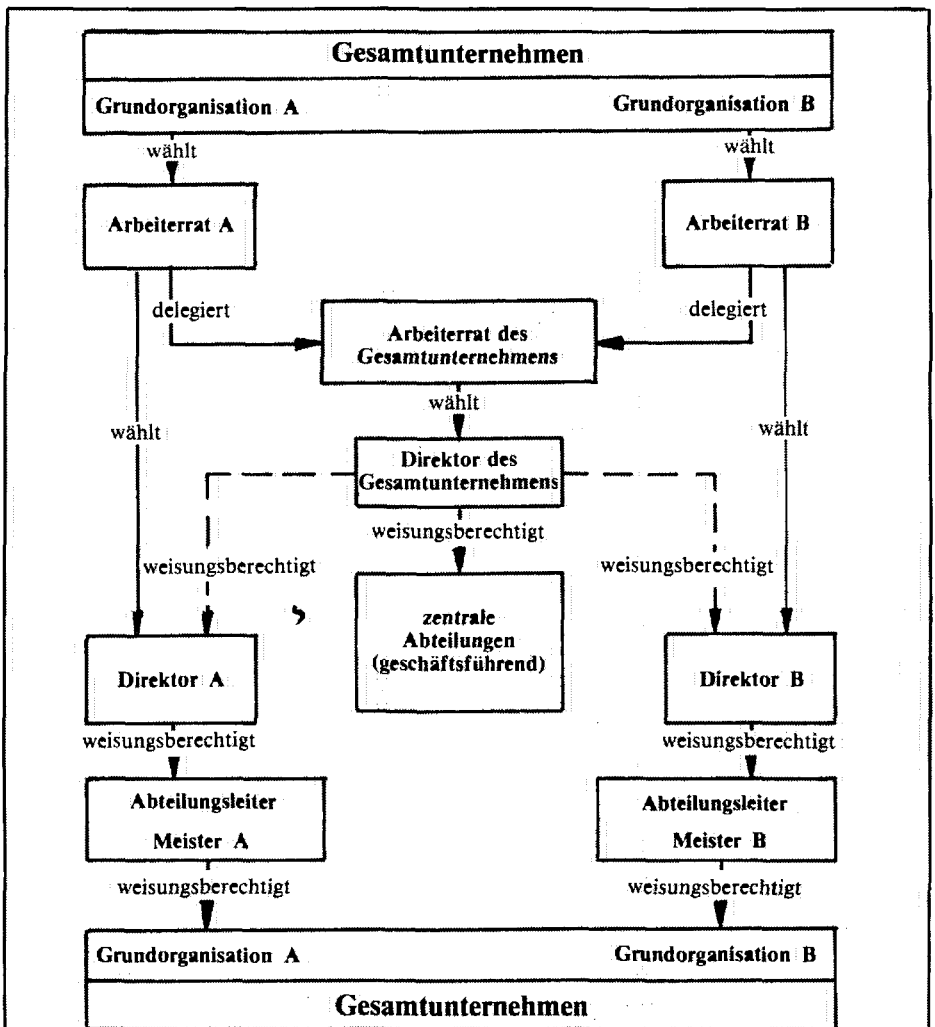 Gesamtunternehmen
Grundorganisation A
Grundorganisation B
wählt
wählt
Arbeiterrat A
Arbeiterrat B
delegiert
delegiert
Arbeiterrat des
Gesamtunternehmens
wählt
wählt
wählt
Direktor des
Gesamtunternehmens
weisungsberechtigt
weisungsberechtigt
weisungsberechtigt
zentrale
Abteilungen
(geschäftsführend)
Direktor A
Direktor B
weisungsberechtigt
weisungsberechtigt
Abteilungsleiter
Meister A
Abteilungsleiter
Meister B
weisungsberechtigt
weisungsberechtigt
Grundorganisation A
Grundorganisation B
Gesamtunternehmen